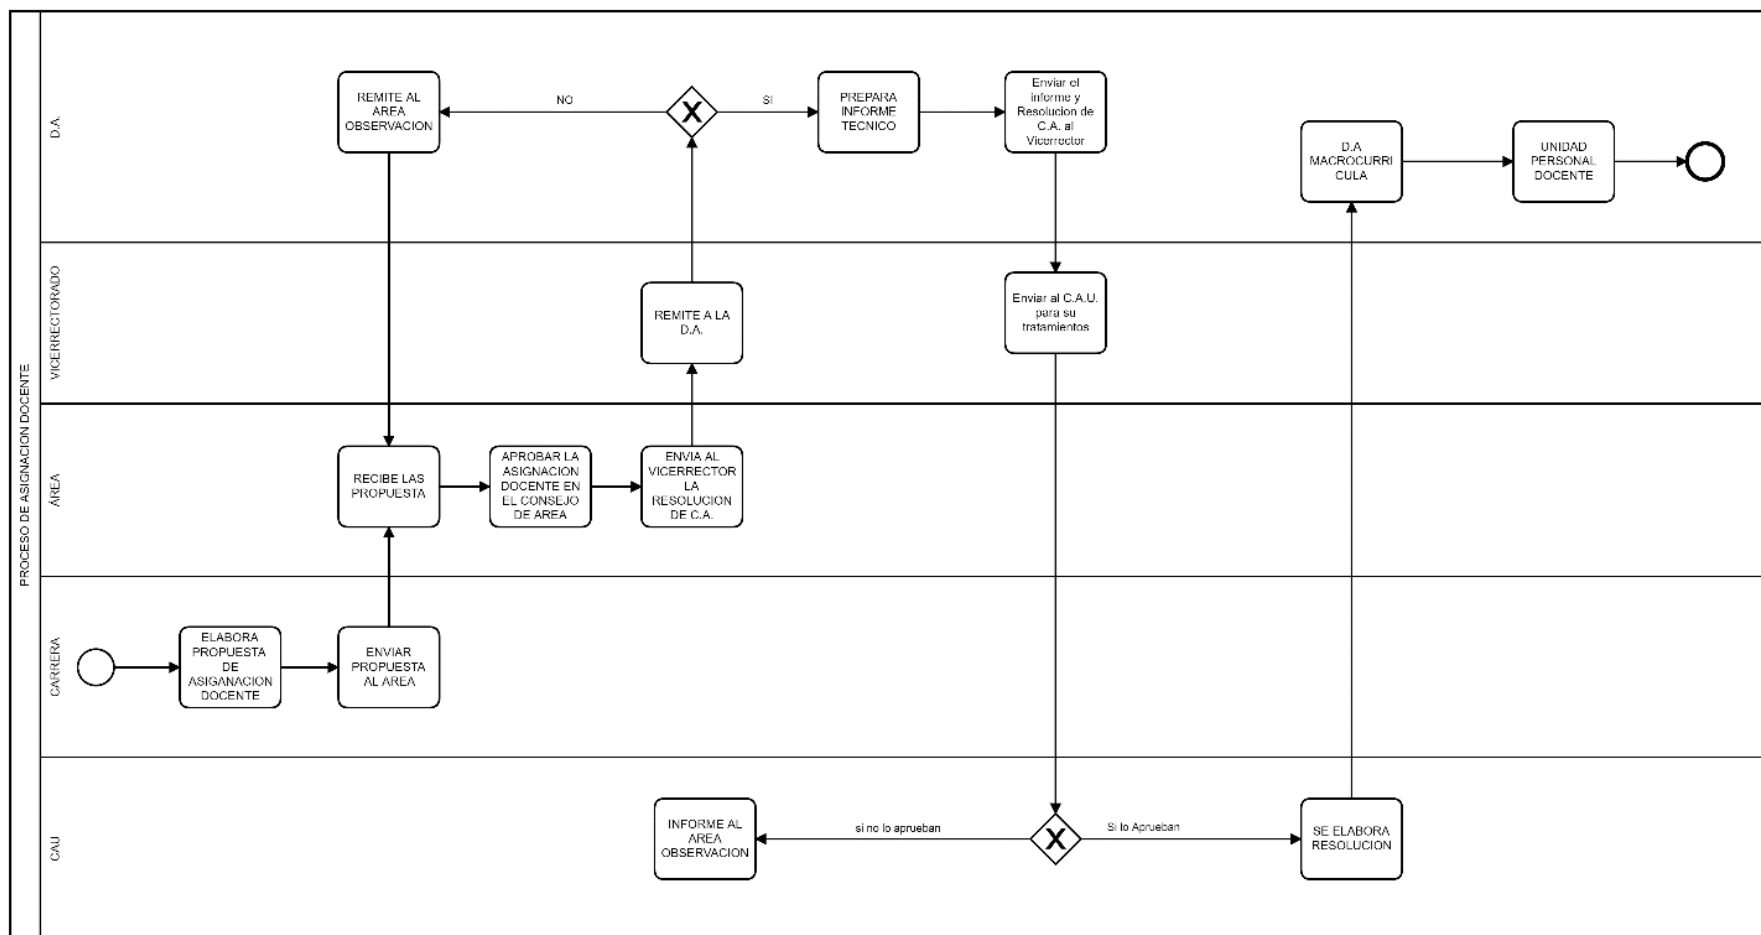 PROCESO DE ASIGNACION DOCENTE
D.A.
REMITE AL
AREA
OBSERVACION
NO
X
SI
PREPARA
INFORME
TECNICO
Enviar el
informe y
Resolucion de
C.A. al
Vicerrector
D.A
MACROCURRI
CULA
UNIDAD
PERSONAL
DOCENTE
VICERRECTORADO
REMITE A LA
D.A.
Enviar al C.A.U.
para su
tratamientos
ÁREA
RECIBE LAS
PROPUESTA
APROBAR LA
ASIGNACION
DOCENTE EN
EL CONSEJO
DE AREA
ENVIA AL
VICERRECTOR
LA
RESOLUCION
DE C.A.
CARRERA
ELABORA
PROPUESTA
DE
ASIGANACION
DOCENTE
ENVIAR
PROPUESTA
AL AREA
CAU
INFORME AL
AREA
OBSERVACION
si no lo aprueban
X
Si lo Aprueban
SE ELABORA
RESOLUCION